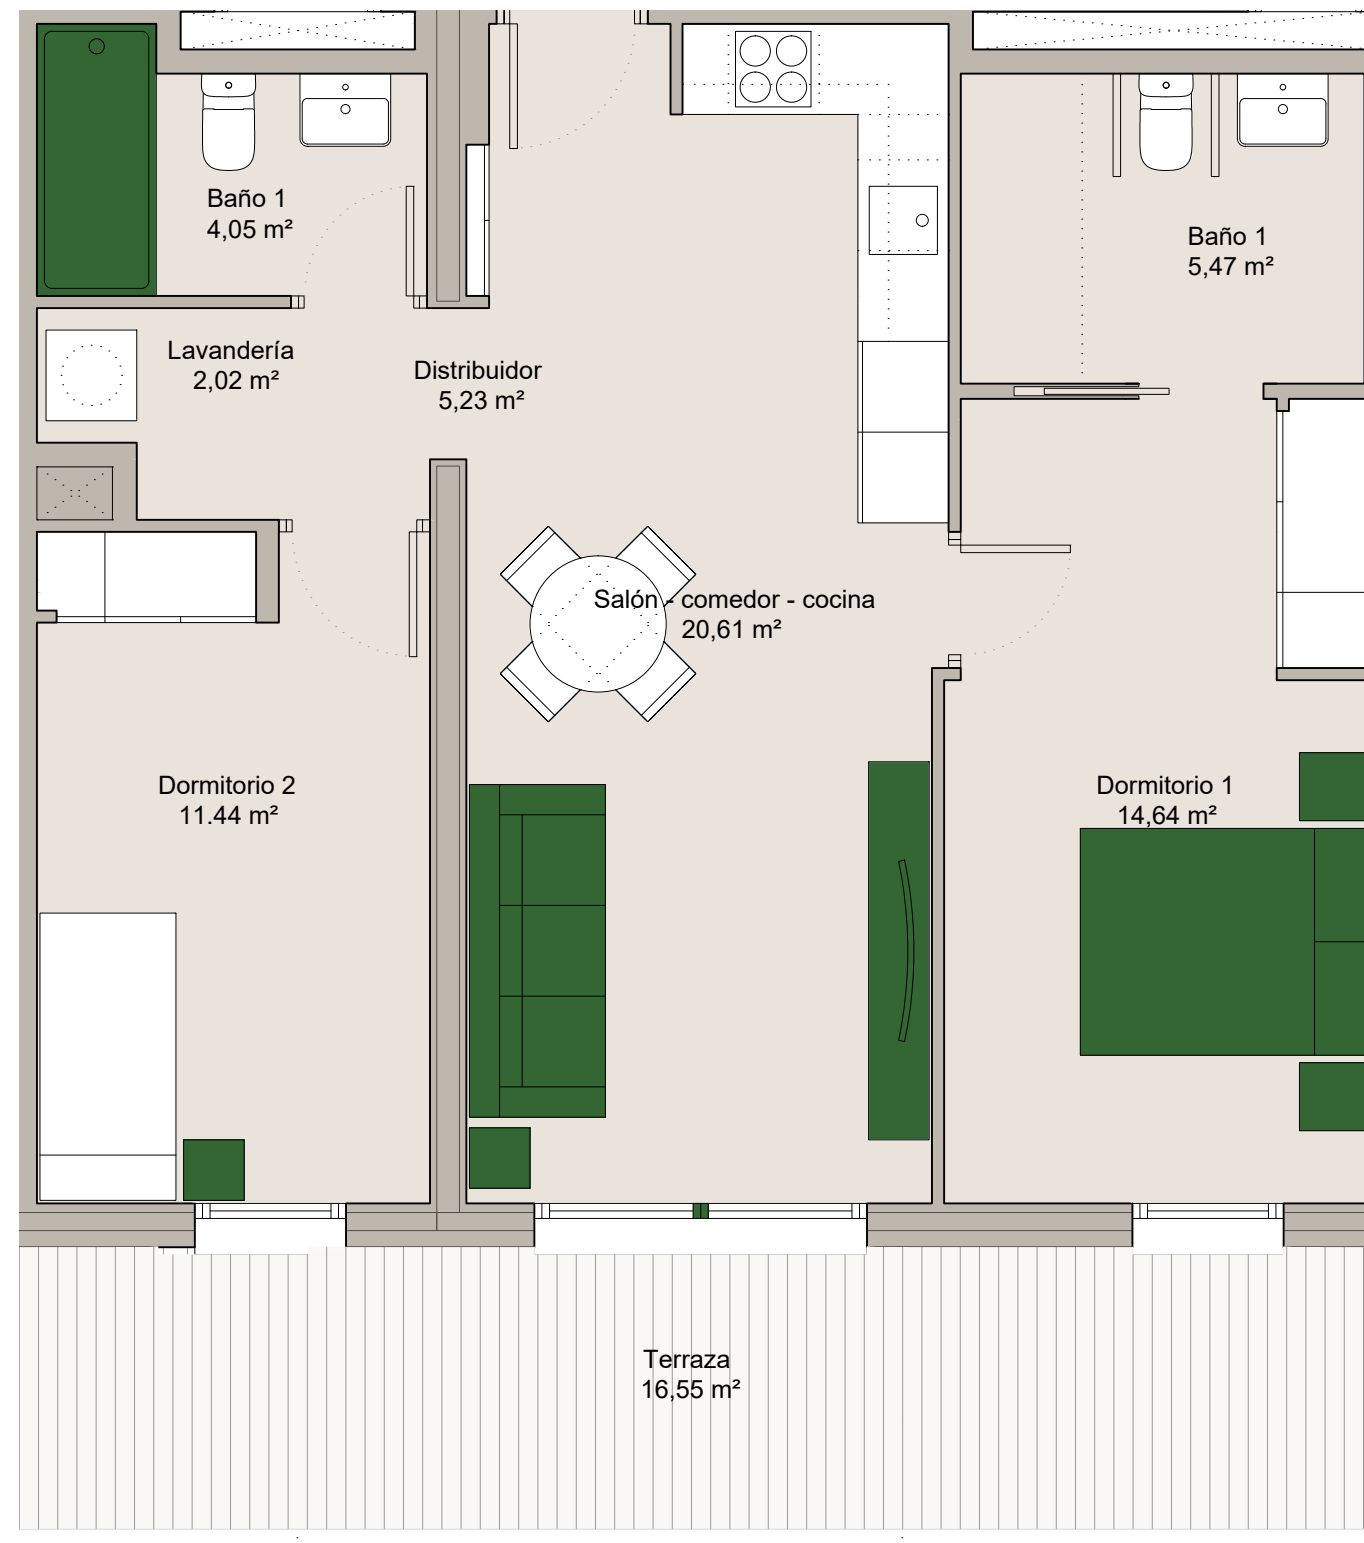 Baño 1
4,05 m²
Baño 1
5,47 m²
Lavandería
2,02 m²
Distribuidor
5,23 m²
Salón - comedor - cocina
20,61 m²
Dormitorio 2
11.44 m²
Dormitorio 1
14,64 m²
Terraza
16,55 m²